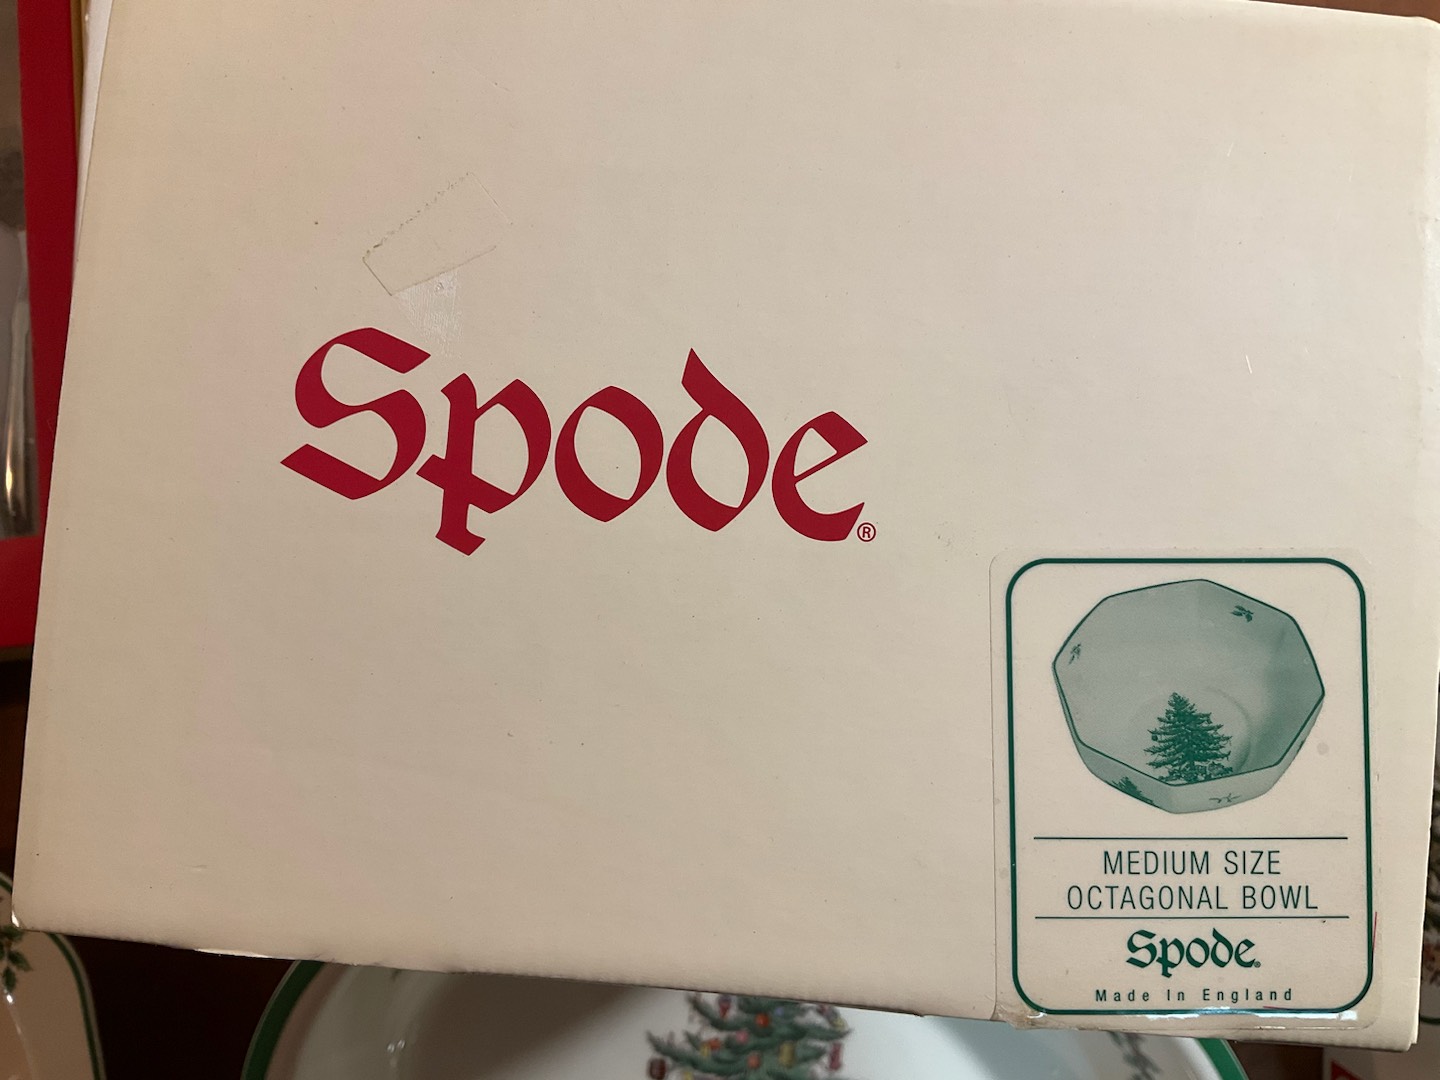 Spode®
MEDIUM SIZE
OCTAGONAL BOWL
Spode®
Made In England